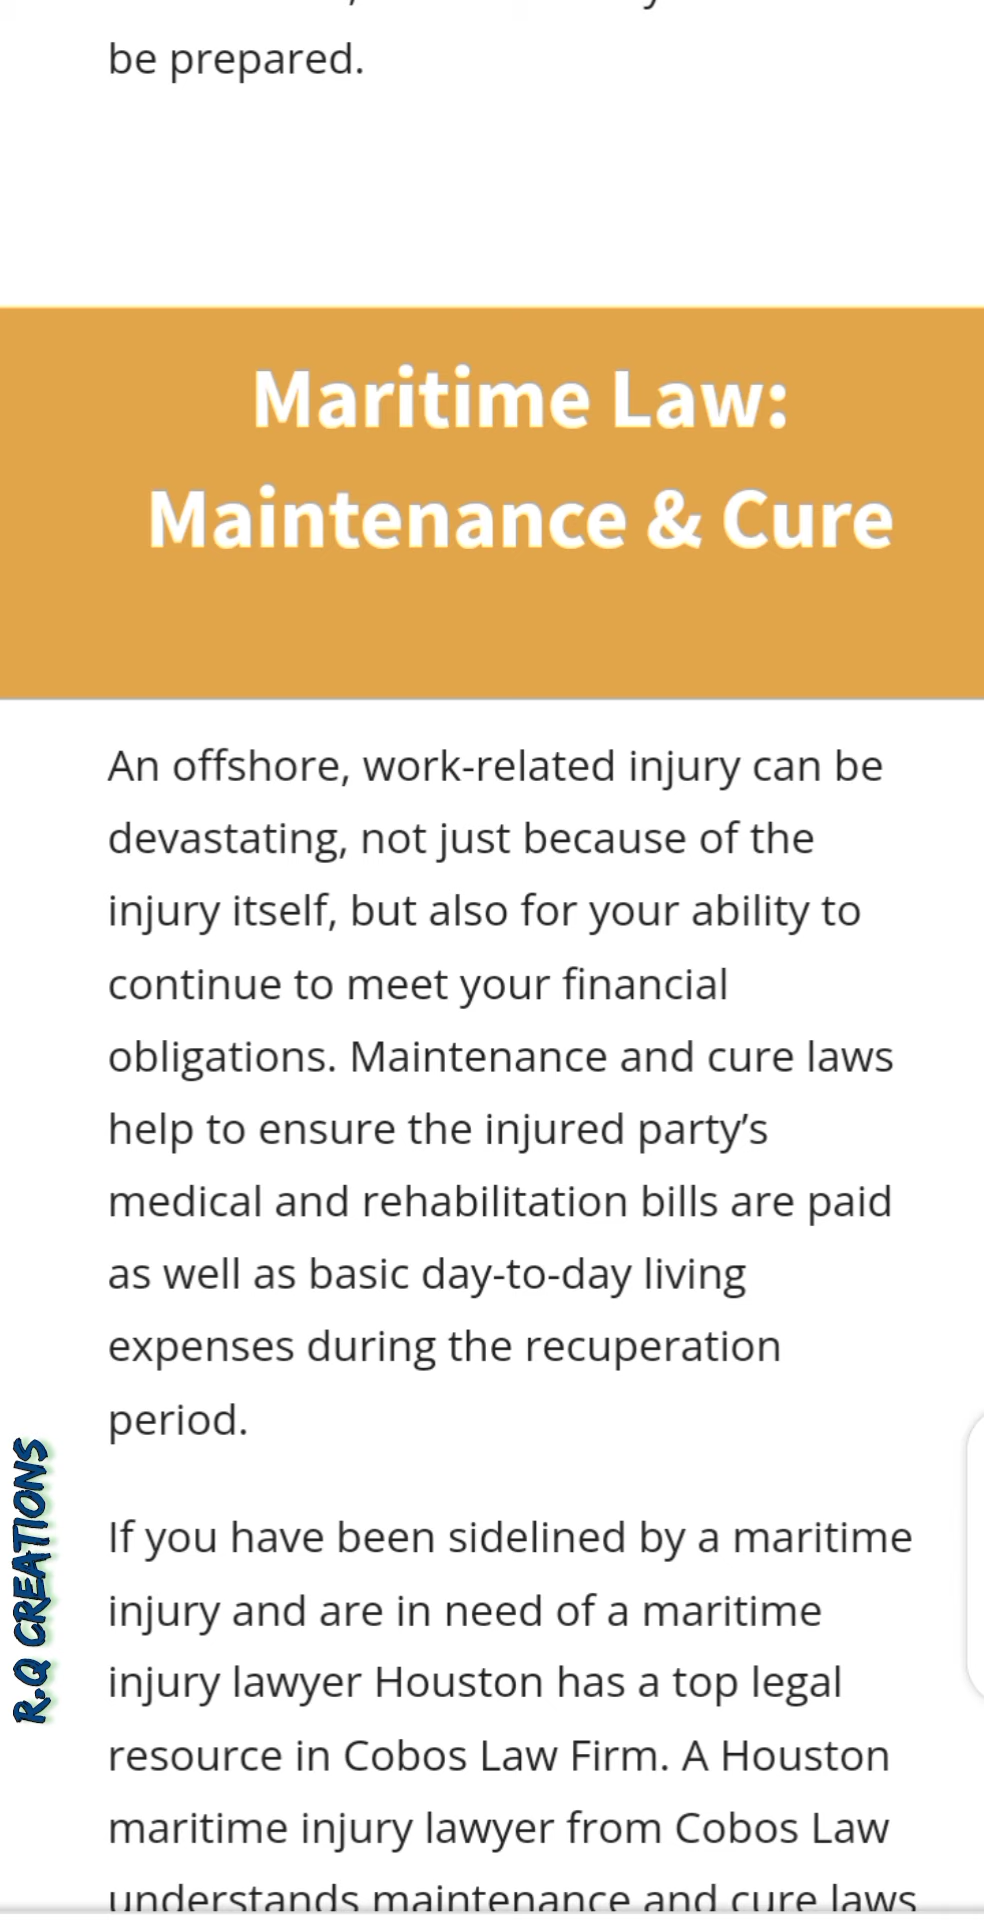 be prepared.
Maritime Law:
Maintenance & Cure
An offshore, work-related injury can be
devastating, not just because of the
injury itself, but also for your ability to
continue to meet your financial
obligations. Maintenance and cure laws
help to ensure the injured party’s
medical and rehabilitation bills are paid
as well as basic day-to-day living
expenses during the recuperation
period.
If you have been sidelined by a maritime
injury and are in need of a maritime
injury lawyer Houston has a top legal
resource in Cobos Law Firm. A Houston
maritime injury lawyer from Cobos Law
understands maintenance and cure laws
R.Q CREATIONS